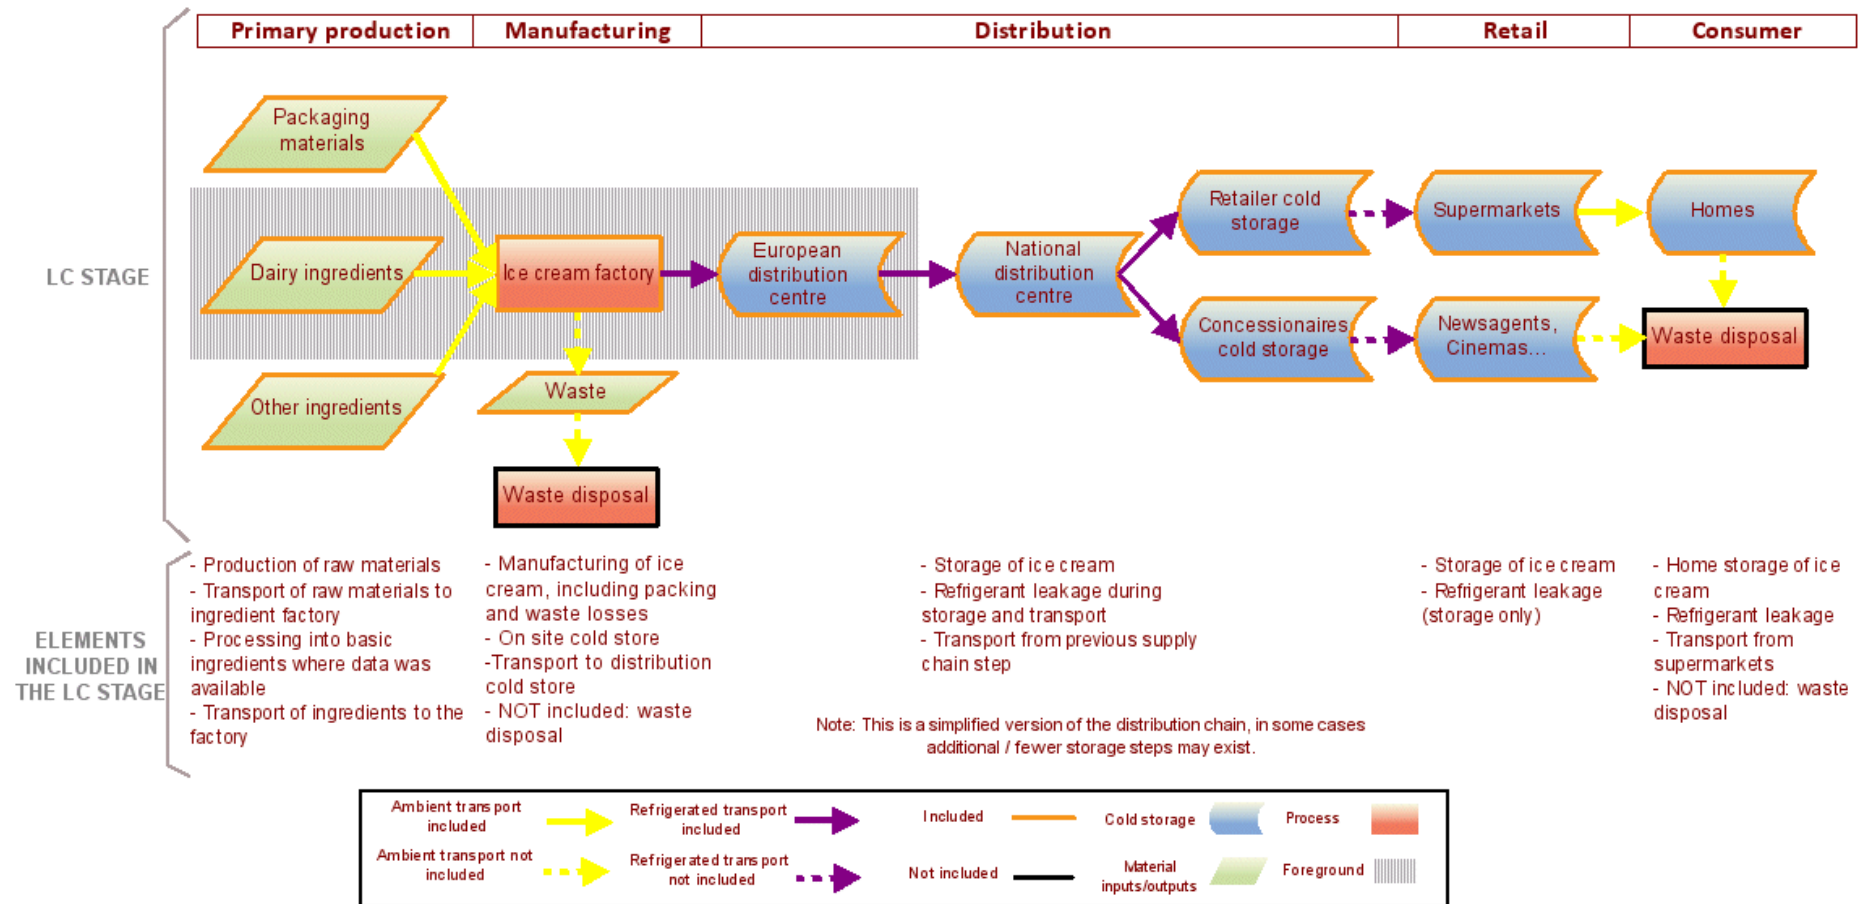 Primary production
Manufacturing
Distribution
Retail
Consumer
LC STAGE
Packaging
materials
Dairy ingredients
Other ingredients
Ice cream factory
Waste
Waste disposal
European
distribution
centre
National
distribution
centre
Retailer cold
storage
Concessionaires
cold storage
Supermarkets
Newsagents,
Cinemas...
Homes
Waste disposal
ELEMENTS
INCLUDED IN
THE LC STAGE
- Production of raw materials
- Transport of raw materials to
ingredient factory
- Processing into basic
ingredients where data was
available
- Transport of ingredients to the
factory
- Manufacturing of ice
cream, including packing
and waste losses
- On site cold store
-Transport to distribution
cold store
- NOT included: waste
disposal
- Storage of ice cream
- Refrigerant leakage during
storage and transport
- Transport from previous supply
chain step
Note: This is a simplified version of the distribution chain, in some cases
additional / fewer storage steps may exist.
- Storage of ice cream
- Refrigerant leakage
(storage only)
- Home storage of ice
cream
- Refrigerant leakage
- Transport from
supermarkets
- NOT included: waste
disposal
Ambient transport
included
Refrigerated transport
included
Included
Cold storage
Process
Ambient transport not
included
Refrigerated transport
not included
Not included
Material
inputs/outputs
Foreground